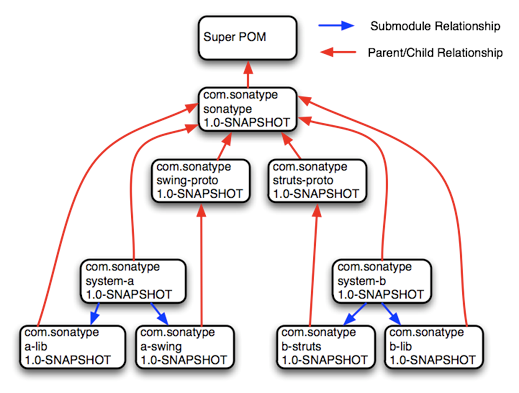 Submodule Relationship
Super POM
Parent/Child Relationship
com.sonatype
sonatype
1.0-SNAPSHOT
com.sonatype
swing-proto
1.0-SNAPSHOT
com.sonatype
struts-proto
1.0-SNAPSHOT
com.sonatype
system-a
1.0-SNAPSHOT
com.sonatype
system-b
1.0-SNAPSHOT
com.sonatype
a-lib
1.0-SNAPSHOT
com.sonatype
a-swing
1.0-SNAPSHOT
com.sonatype
b-struts
1.0-SNAPSHOT
com.sonatype
b-lib
1.0-SNAPSHOT